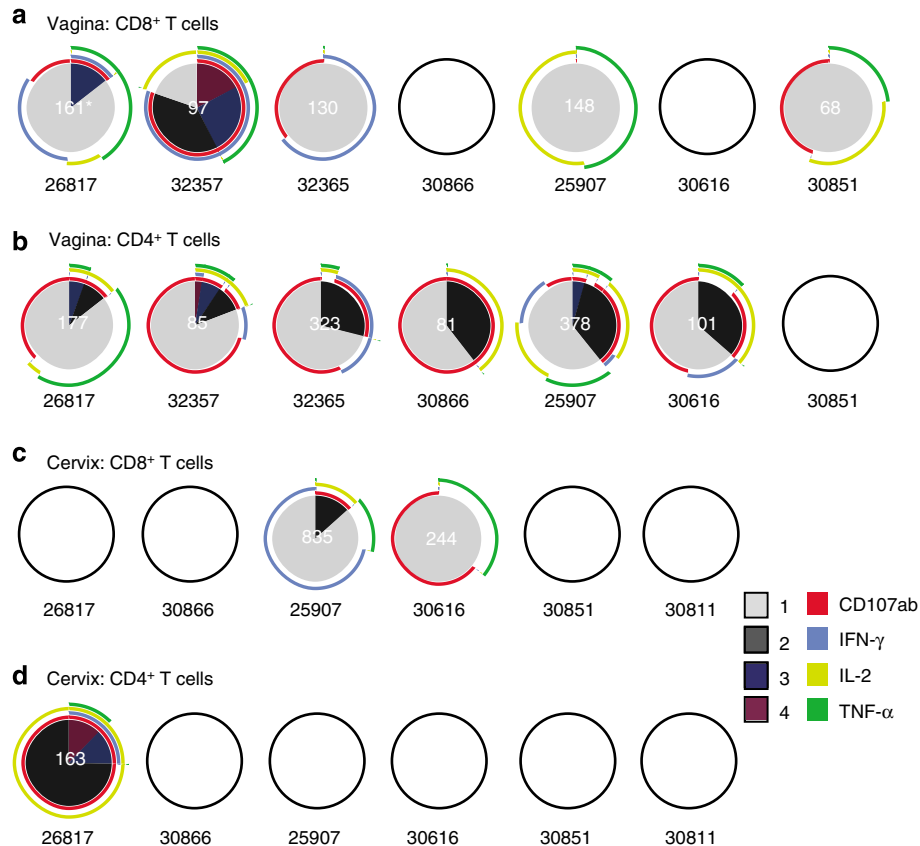 a Vagina: CD8⁺ T cells
161* 97 130 148 68
26817 32357 32365 30866 25907 30616 30851
b Vagina: CD4⁺ T cells
177 85 323 81 378 101
26817 32357 32365 30866 25907 30616 30851
c Cervix: CD8⁺ T cells
835 244
26817 30866 25907 30616 30851 30811
1 CD107ab
2 IFN-γ
3 IL-2
4 TNF-α
d Cervix: CD4⁺ T cells
163
26817 30866 25907 30616 30851 30811